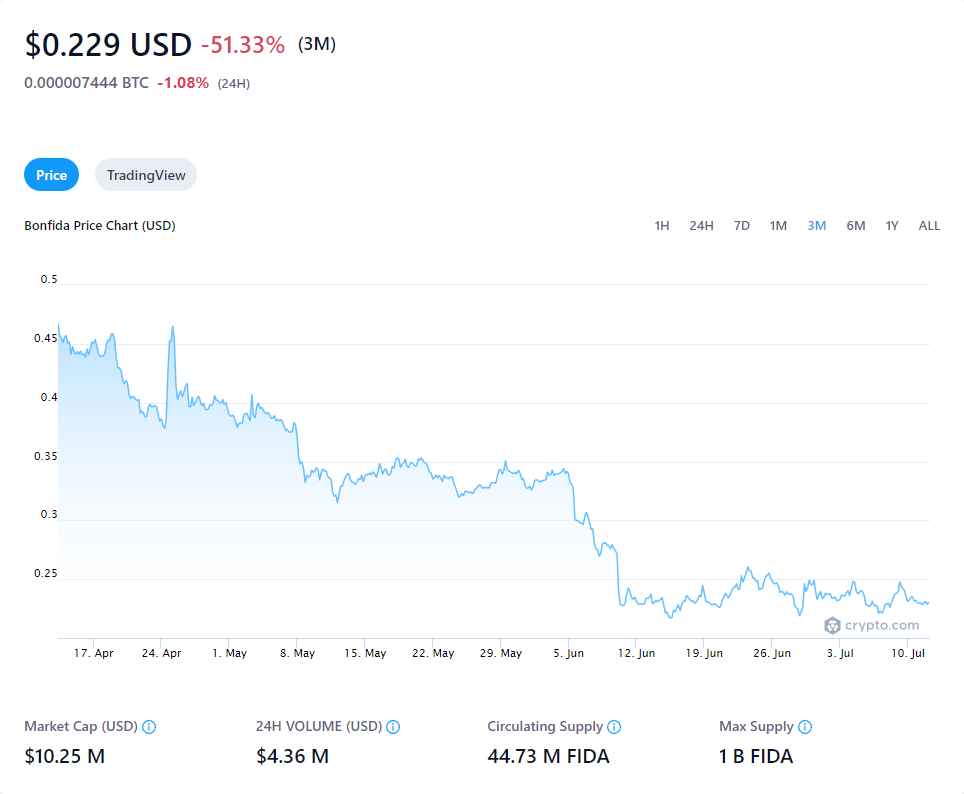 $0.229 USD -51.33% (3M)
0.000007444 BTC -1.08% (24H)
Price TradingView
Bonfida Price Chart (USD) 1H 24H 7D 1M 3M 6M 1Y ALL
0.5
0.45
0.4
0.35
0.3
0.25
crypto.com
17. Apr 24. Apr 1. May 8. May 15. May 22. May 29. May 5. Jun 12. Jun 19. Jun 26. Jun 3. Jul 10. Jul
Market Cap (USD) 24H VOLUME (USD) Circulating Supply Max Supply
$10.25 M $4.36 M 44.73 M FIDA 1 B FIDA